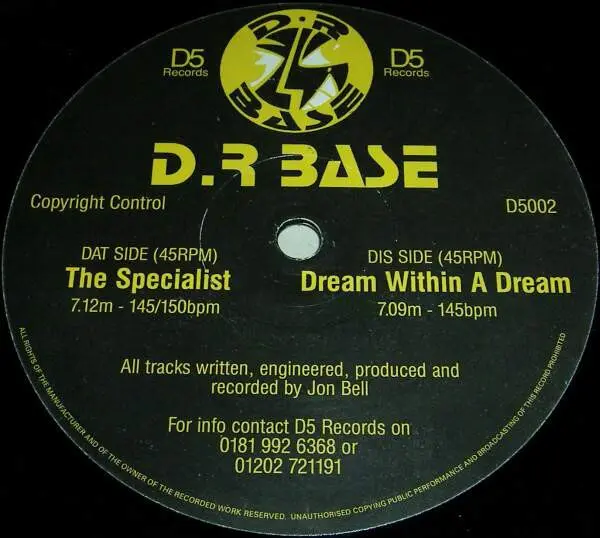 D·R
BASE
D5
Records
D5
Records
D.R BASE
Copyright Control
D5002
DAT SIDE (45RPM)
The Specialist
7.12m - 145/150bpm
DIS SIDE (45RPM)
Dream Within A Dream
7.09m - 145bpm
All tracks written, engineered, produced and
recorded by Jon Bell
For info contact D5 Records on
0181 992 6368 or
01202 721191
ALL RIGHTS OF THE MANUFACTURER AND OF THE OWNER OF THE RECORDED WORK RESERVED. UNAUTHORISED COPYING PUBLIC PERFORMANCE AND BROADCASTING OF THIS RECORD PROHIBITED